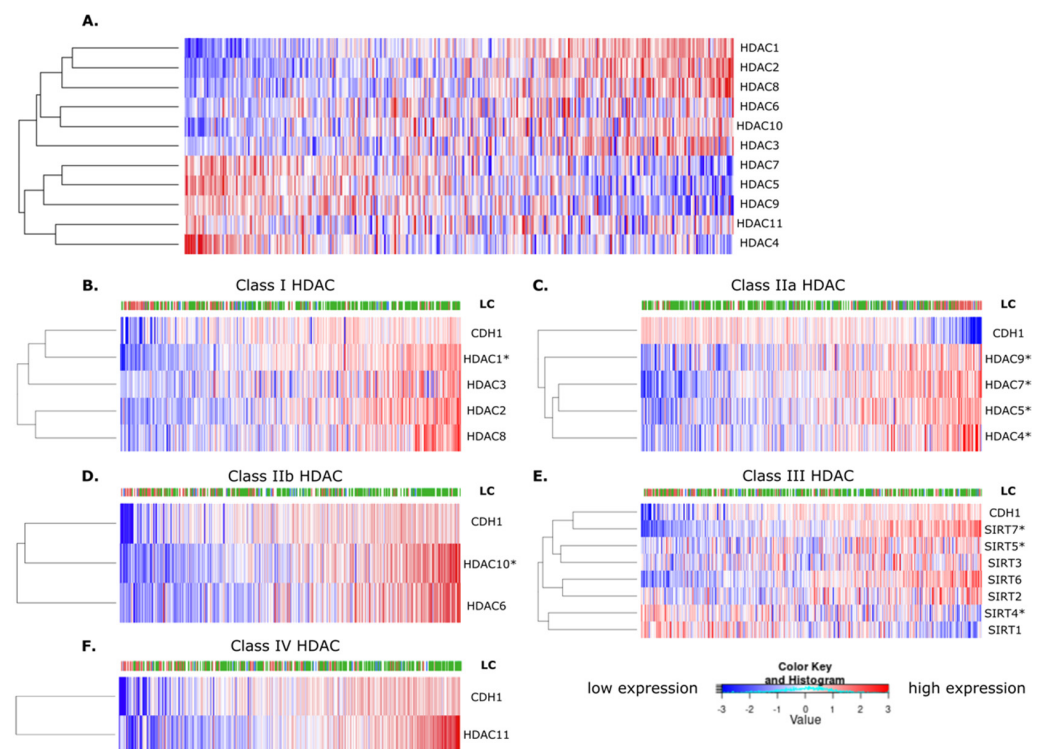 A.
HDAC1
HDAC2
HDAC8
HDAC6
HDAC10
HDAC3
HDAC7
HDAC5
HDAC9
HDAC11
HDAC4
B.
Class I HDAC
LC
CDH1
HDAC1*
HDAC3
HDAC2
HDAC8
C.
Class IIa HDAC
LC
CDH1
HDAC9*
HDAC7*
HDAC5*
HDAC4*
D.
Class IIb HDAC
LC
CDH1
HDAC10*
HDAC6
E.
Class III HDAC
LC
CDH1
SIRT7*
SIRT5*
SIRT3
SIRT6
SIRT2
SIRT4*
SIRT1
F.
Class IV HDAC
LC
CDH1
HDAC11
Color Key
and Histogram
low expression
high expression
-3 -2 -1 0 1 2 3
Value